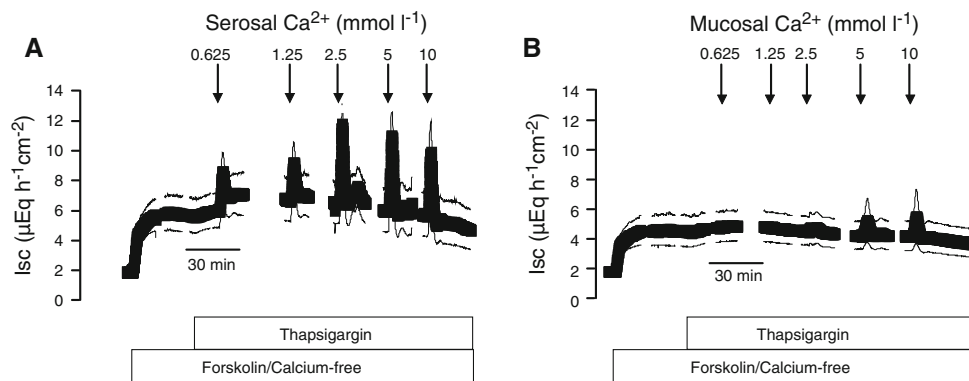 Serosal Ca²⁺ (mmol l⁻¹)
A
0.625 1.25 2.5 5 10
14
12
10
8
6
4
2
0
Isc (µEq h⁻¹cm⁻²)
30 min
Thapsigargin
Forskolin/Calcium-free
Mucosal Ca²⁺ (mmol l⁻¹)
B
0.625 1.25 2.5 5 10
14
12
10
8
6
4
2
0
Isc (µEq h⁻¹cm⁻²)
30 min
Thapsigargin
Forskolin/Calcium-free